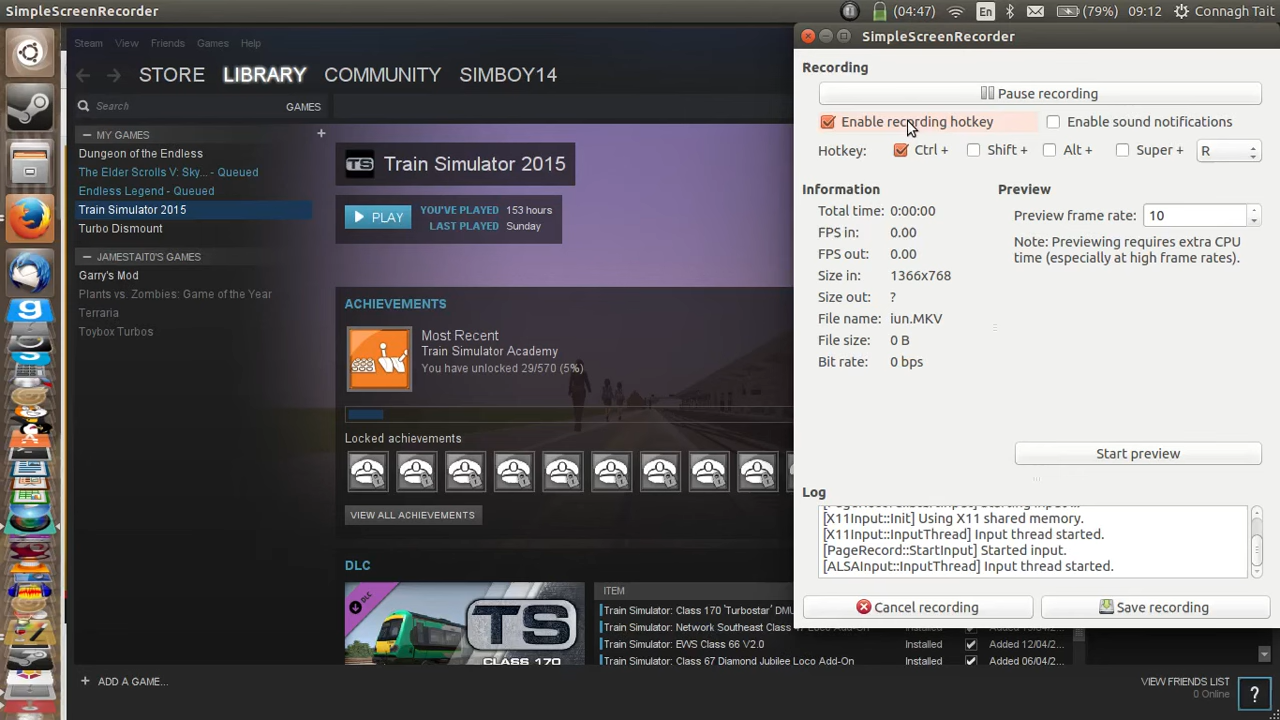 SimpleScreenRecorder
(04:47) En (79%) 09:12 Connagh Tait
Steam View Friends Games Help
STORE LIBRARY COMMUNITY SIMBOY14
Search GAMES
MY GAMES +
Dungeon of the Endless
The Elder Scrolls V: Sky... - Queued
Endless Legend - Queued
Train Simulator 2015
Turbo Dismount
JAMESTAIT0'S GAMES
Garry's Mod
Plants vs. Zombies: Game of the Year
Terraria
Toybox Turbos
+ ADD A GAME...
TS Train Simulator 2015
PLAY YOU'VE PLAYED 153 hours
LAST PLAYED Sunday
ACHIEVEMENTS
Most Recent
Train Simulator Academy
You have unlocked 29/570 (5%)
Locked achievements
VIEW ALL ACHIEVEMENTS
DLC
DLC
TS
CLASS 170
ITEM
Train Simulator: Class 170 'Turbostar' DMU
Train Simulator: Network Southeast Class 47 Loco Add-On Installed
Train Simulator: EWS Class 66 V2.0 Installed Added 12/04/
Train Simulator: Class 67 Diamond Jubilee Loco Add-On Installed Added 06/04/
VIEW FRIENDS LIST
0 Online
?
SimpleScreenRecorder
Recording
Pause recording
Enable recording hotkey Enable sound notifications
Hotkey: Ctrl + Shift + Alt + Super + R
Information
Total time: 0:00:00
FPS in: 0.00
FPS out: 0.00
Size in: 1366x768
Size out: ?
File name: iun.MKV
File size: 0 B
Bit rate: 0 bps
Preview
Preview frame rate: 10
Note: Previewing requires extra CPU
time (especially at high frame rates).
Start preview
Log
[X11Input::Init] Using X11 shared memory.
[X11Input::InputThread] Input thread started.
[PageRecord::StartInput] Started input.
[ALSAInput::InputThread] Input thread started.
Cancel recording Save recording